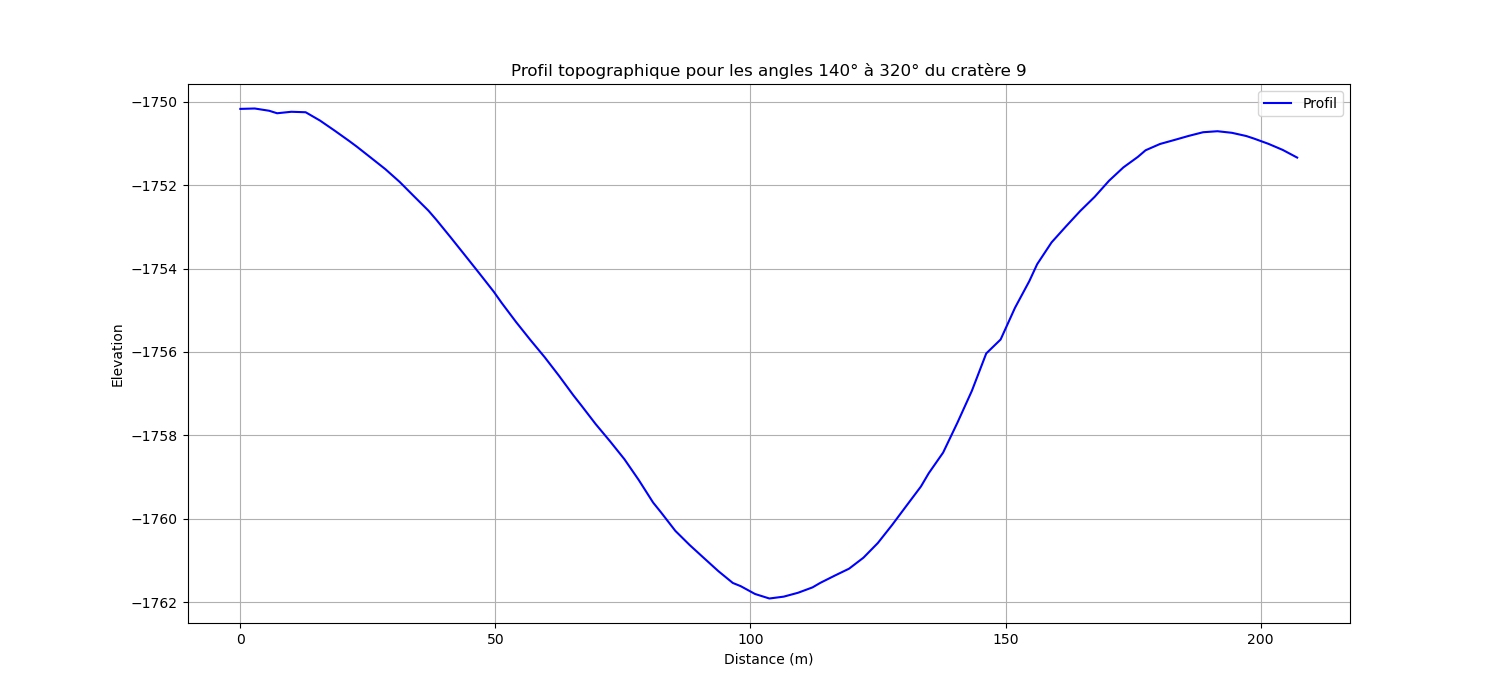 Profil topographique pour les angles 140° à 320° du cratère 9
Profil
−1750
−1752
−1754
−1756
−1758
−1760
−1762
Elevation
0 50 100 150 200
Distance (m)